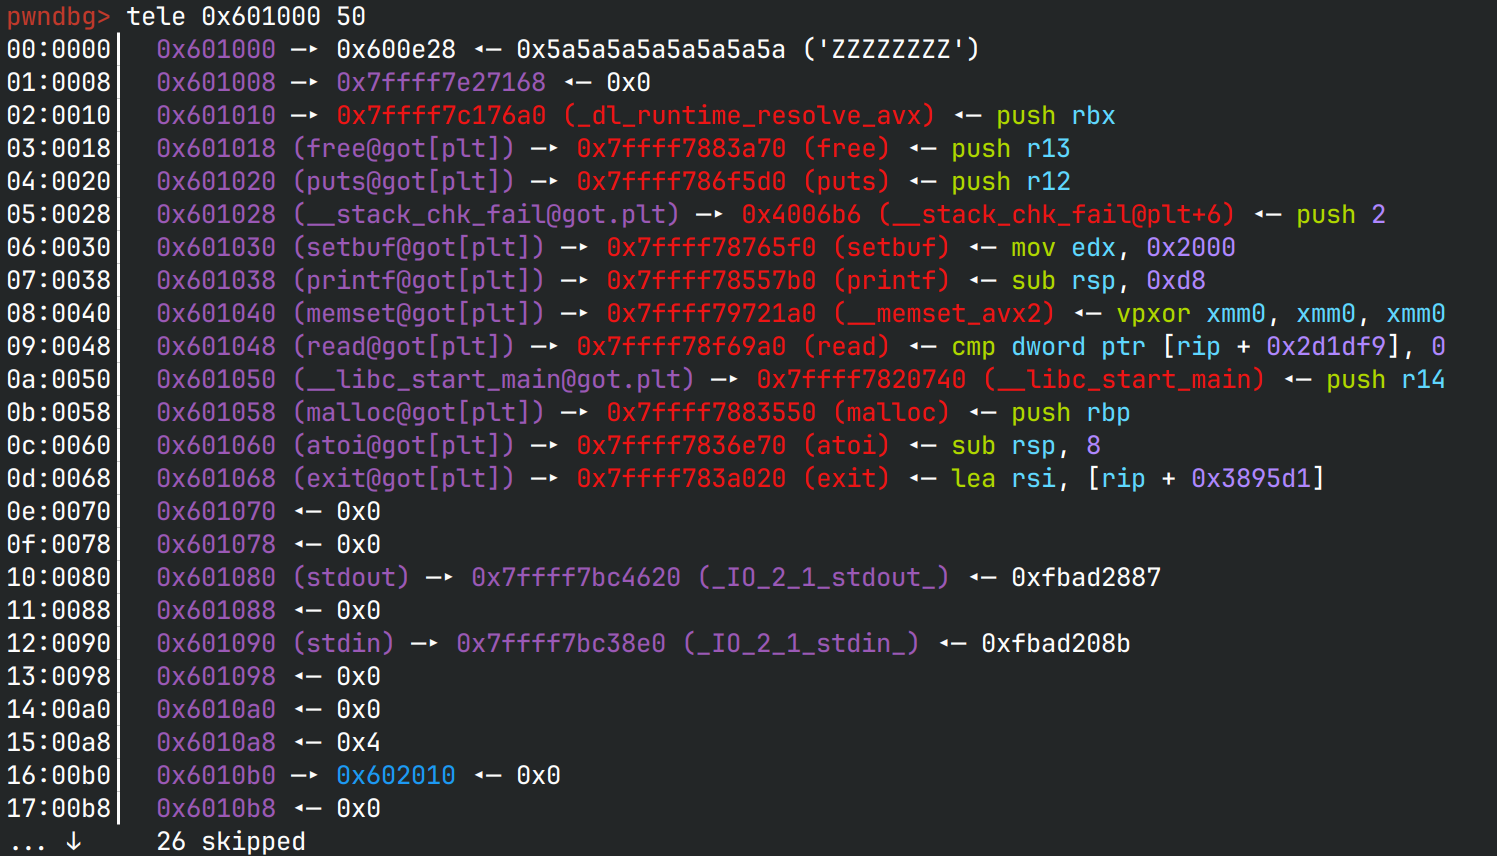 pwndbg> tele 0x601000 50
00:0000│  0x601000 —▸ 0x600e28 ◂— 0x5a5a5a5a5a5a5a5a ('ZZZZZZZZ')
01:0008│  0x601008 —▸ 0x7ffff7e27168 ◂— 0x0
02:0010│  0x601010 —▸ 0x7ffff7c176a0 (_dl_runtime_resolve_avx) ◂— push rbx
03:0018│  0x601018 (free@got[plt]) —▸ 0x7ffff7883a70 (free) ◂— push r13
04:0020│  0x601020 (puts@got[plt]) —▸ 0x7ffff786f5d0 (puts) ◂— push r12
05:0028│  0x601028 (__stack_chk_fail@got.plt) —▸ 0x4006b6 (__stack_chk_fail@plt+6) ◂— push 2
06:0030│  0x601030 (setbuf@got[plt]) —▸ 0x7ffff78765f0 (setbuf) ◂— mov edx, 0x2000
07:0038│  0x601038 (printf@got[plt]) —▸ 0x7ffff78557b0 (printf) ◂— sub rsp, 0xd8
08:0040│  0x601040 (memset@got[plt]) —▸ 0x7ffff79721a0 (__memset_avx2) ◂— vpxor xmm0, xmm0, xmm0
09:0048│  0x601048 (read@got[plt]) —▸ 0x7ffff78f69a0 (read) ◂— cmp dword ptr [rip + 0x2d1df9], 0
0a:0050│  0x601050 (__libc_start_main@got.plt) —▸ 0x7ffff7820740 (__libc_start_main) ◂— push r14
0b:0058│  0x601058 (malloc@got[plt]) —▸ 0x7ffff7883550 (malloc) ◂— push rbp
0c:0060│  0x601060 (atoi@got[plt]) —▸ 0x7ffff7836e70 (atoi) ◂— sub rsp, 8
0d:0068│  0x601068 (exit@got[plt]) —▸ 0x7ffff783a020 (exit) ◂— lea rsi, [rip + 0x3895d1]
0e:0070│  0x601070 ◂— 0x0
0f:0078│  0x601078 ◂— 0x0
10:0080│  0x601080 (stdout) —▸ 0x7ffff7bc4620 (_IO_2_1_stdout_) ◂— 0xfbad2887
11:0088│  0x601088 ◂— 0x0
12:0090│  0x601090 (stdin) —▸ 0x7ffff7bc38e0 (_IO_2_1_stdin_) ◂— 0xfbad208b
13:0098│  0x601098 ◂— 0x0
14:00a0│  0x6010a0 ◂— 0x0
15:00a8│  0x6010a8 ◂— 0x4
16:00b0│  0x6010b0 —▸ 0x602010 ◂— 0x0
17:00b8│  0x6010b8 ◂— 0x0
... ↓     26 skipped